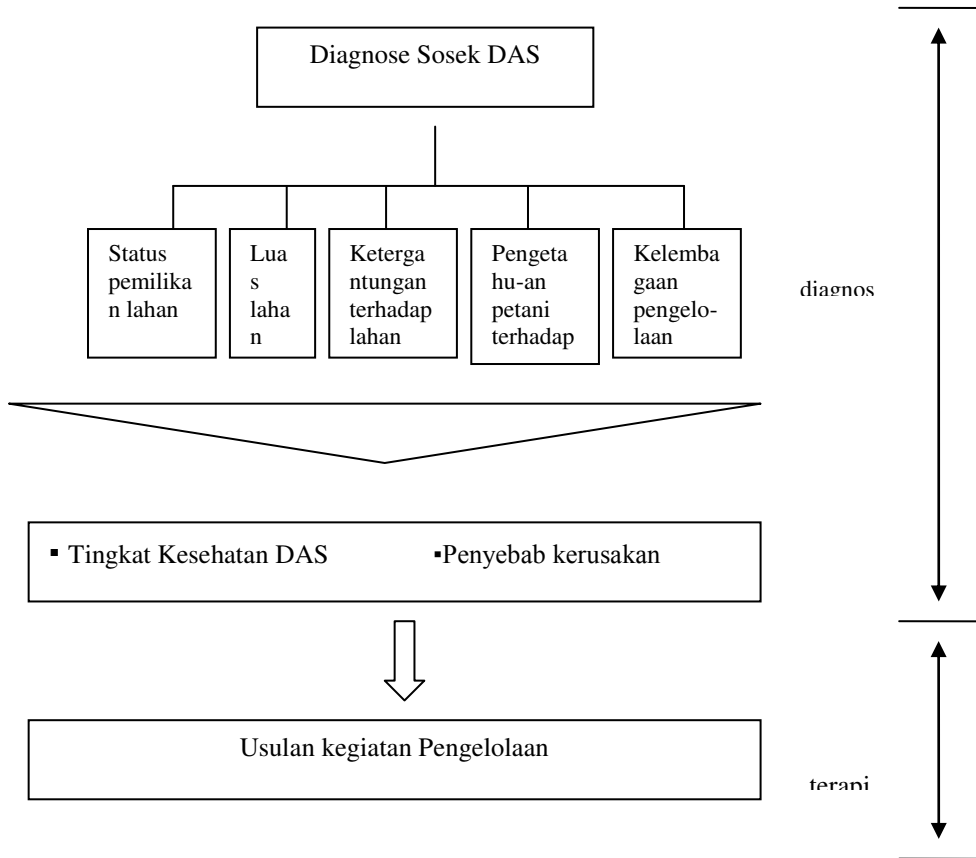 Diagnose Sosek DAS
Status
pemilika
n lahan
Lua
s
laha
n
Keterga
ntungan
terhadap
lahan
Pengeta
hu-an
petani
terhadap
Kelemba
gaan
pengelo-
laan
diagnos
▪ Tingkat Kesehatan DAS ▪Penyebab kerusakan
Usulan kegiatan Pengelolaan
terapi